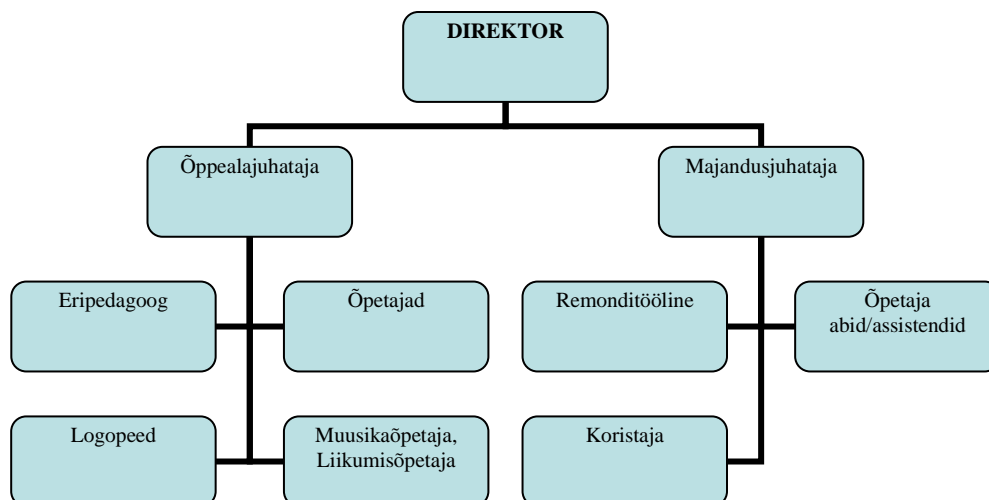 DIREKTOR
Õppealajuhataja
Majandusjuhataja
Eripedagoog
Õpetajad
Remonditööline
Õpetaja
abid/assistendid
Logopeed
Muusikaõpetaja,
Liikumisõpetaja
Koristaja